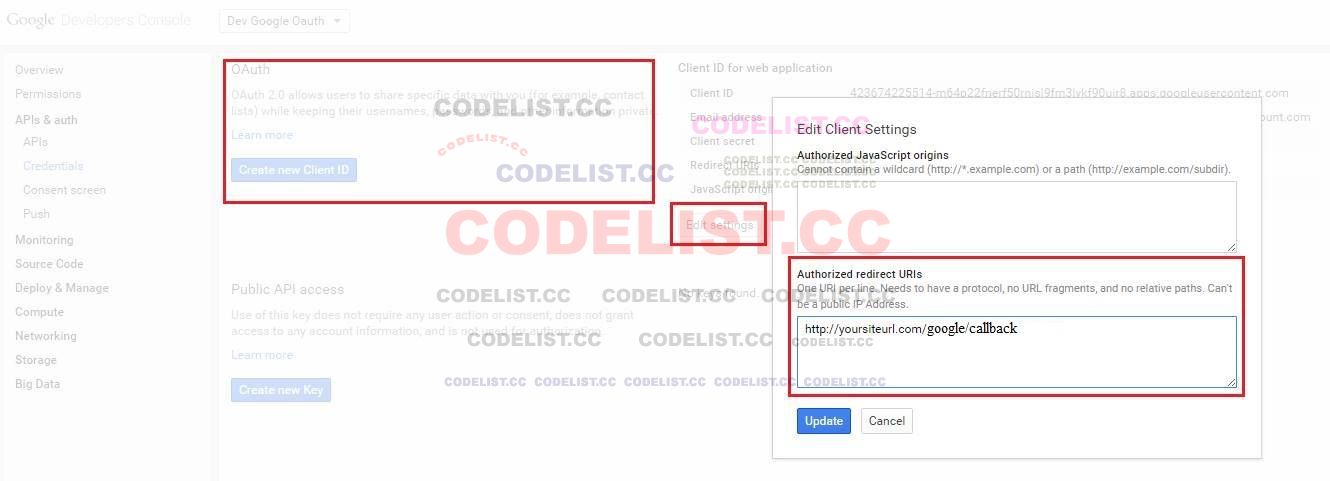 Google Developers Console
Dev Google Oauth
Overview
Permissions
APIs & auth
APIs
Credentials
Consent screen
Push
Monitoring
Source Code
Deploy & Manage
Compute
Networking
Storage
Big Data
OAuth
OAuth 2.0 allows users to share specific data with you (for example, contact
lists) while keeping their usernames, information private.
Learn more
Create new Client ID
Public API access
Use of this key does not require any user action or consent, does not grant
access to any account information, and is not used for authorization.
Learn more
Create new Key
Client ID for web application
Client ID
Email address
Client secret
Redirect URIs
JavaScript origi
Edit settings
No keys found.
.apps.googleusercontent.com
ount.com
Edit Client Settings
Authorized JavaScript origins
Cannot contain a wildcard (http://*.example.com) or a path (http://example.com/subdir).
Authorized redirect URIs
One URI per line. Needs to have a protocol, no URL fragments, and no relative paths. Can't
be a public IP Address.
http://yoursiteurl.com/google/callback
Update
Cancel
CODELIST.CC
CODELIST.CC
CODELIST.CC
CODELIST.CC
CODELIST.CC
CODELIST.CC CODELIST.CC
CODELIST.CC CODELIST.CC
CODELIST.CC CODELIST.CC
CODELIST.CC
CODELIST.CC CODELIST.CC CODELIST.CC
CODELIST.CC CODELIST.CC CODELIST.CC
CODELIST.CC CODELIST.CC CODELIST.CC CODELIST.CC CODELIST.CC